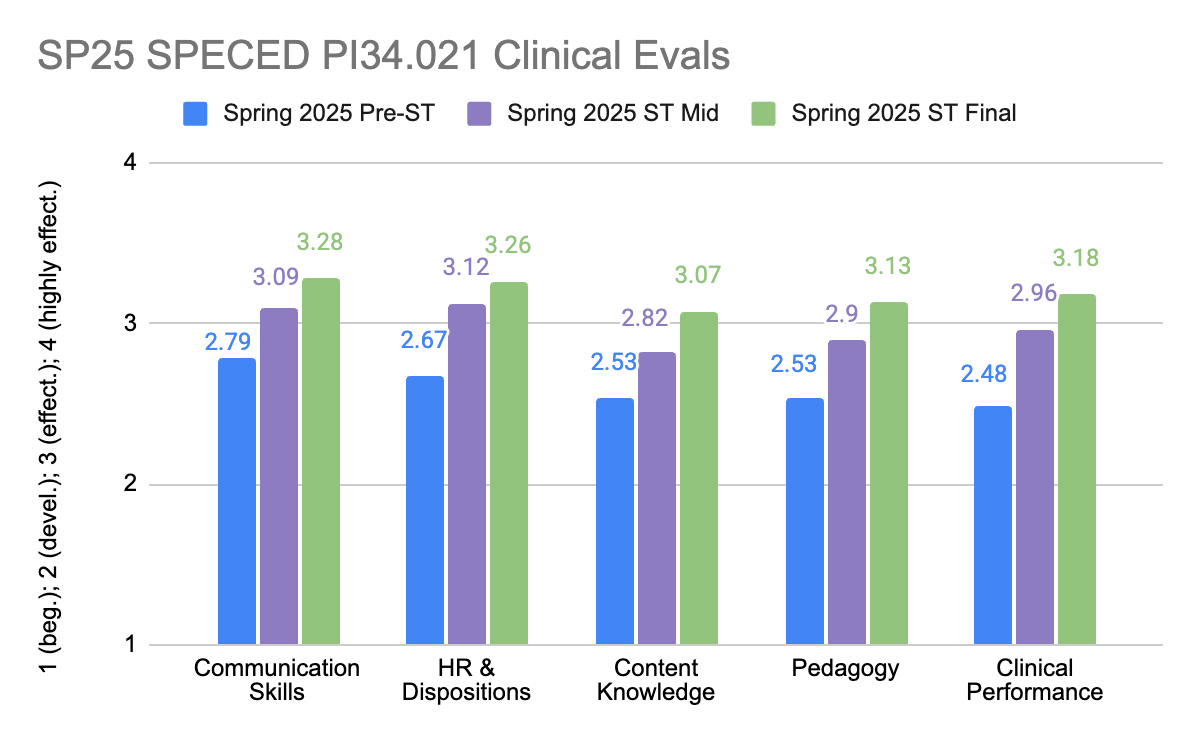 SP25 SPECED PI34.021 Clinical Evals
Spring 2025 Pre-ST
Spring 2025 ST Mid
Spring 2025 ST Final
1 (beg.); 2 (devel.); 3 (effect.); 4 (highly effect.)
4
3
2
1
2.79
3.09
3.28
2.67
3.12
3.26
2.53
2.82
3.07
2.53
2.9
3.13
2.48
2.96
3.18
Communication
Skills
HR &
Dispositions
Content
Knowledge
Pedagogy
Clinical
Performance